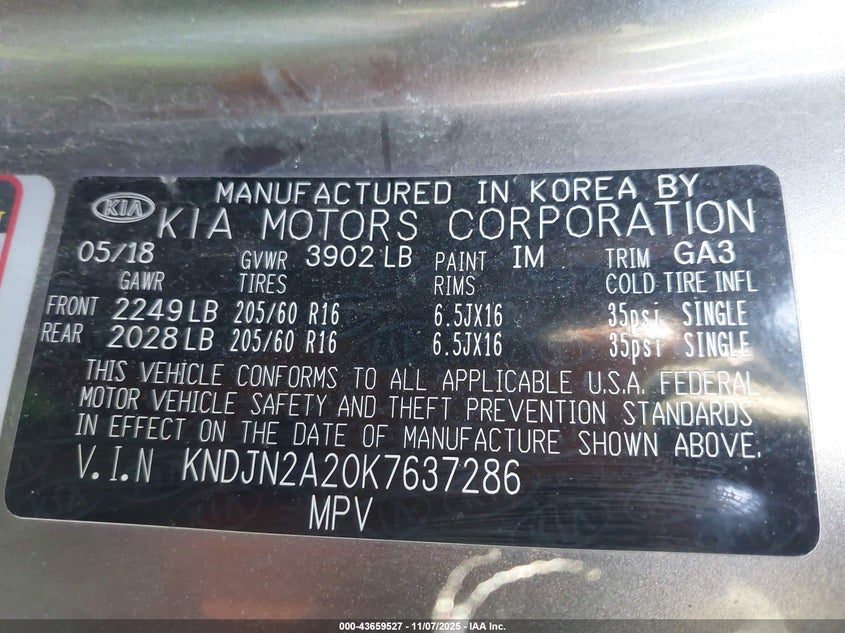 MANUFACTURED IN KOREA BY
KIA KIA MOTORS CORPORATION
05/18 GVWR 3902 LB PAINT IM TRIM GA3
GAWR TIRES RIMS COLD TIRE INFL
FRONT 2249 LB 205/60 R16 6.5JX16 35psi SINGLE
REAR 2028 LB 205/60 R16 6.5JX16 35psi SINGLE
THIS VEHICLE CONFORMS TO ALL APPLICABLE U.S.A. FEDERAL
MOTOR VEHICLE SAFETY AND THEFT PREVENTION STANDARDS
IN EFFECT ON THE DATE OF MANUFACTURE SHOWN ABOVE.
V.I.N KNDJN2A20K7637286
MPV
000-43659527 - 11/07/2025 - IAA Inc.